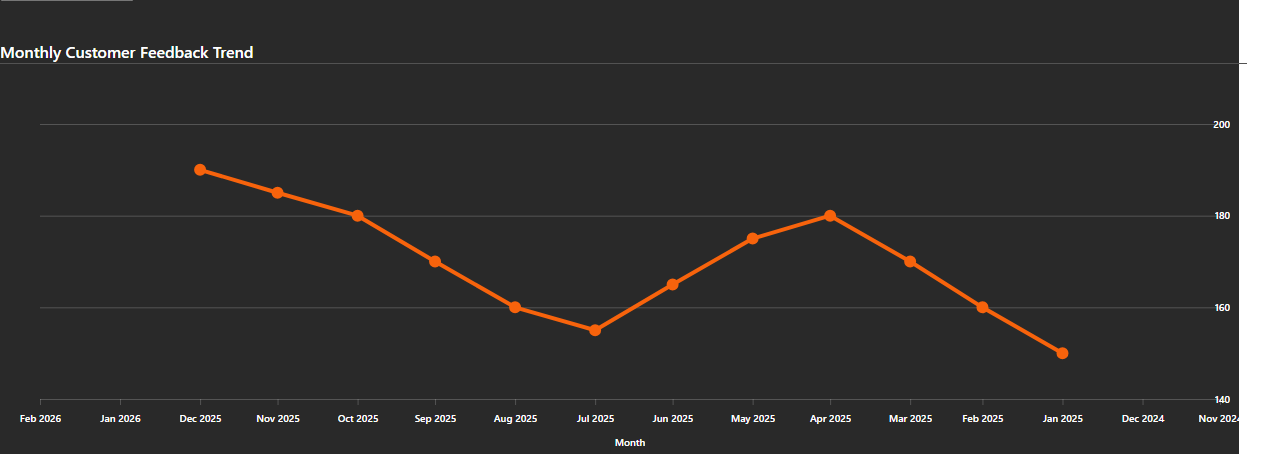 Monthly Customer Feedback Trend
200
180
160
140
Feb 2026 Jan 2026 Dec 2025 Nov 2025 Oct 2025 Sep 2025 Aug 2025 Jul 2025 Jun 2025 May 2025 Apr 2025 Mar 2025 Feb 2025 Jan 2025 Dec 2024 Nov 2024
Month